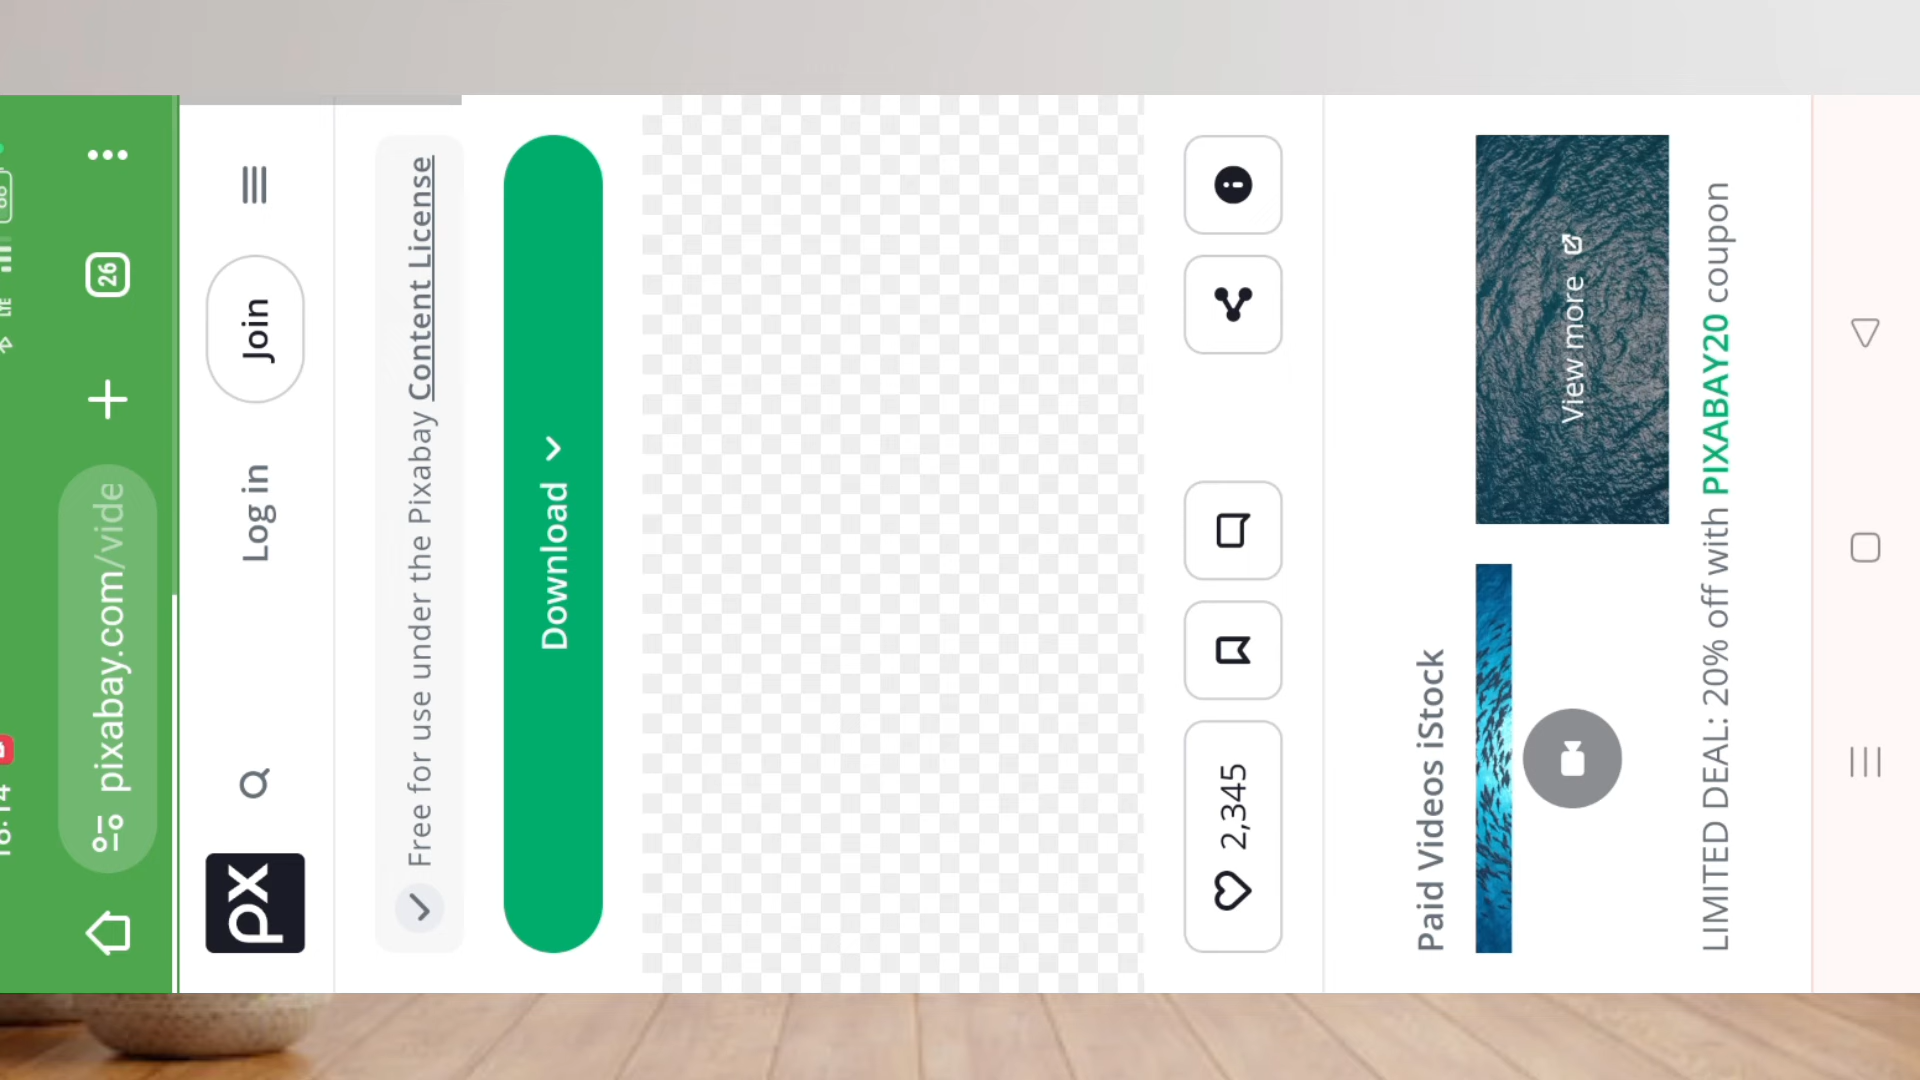 26
pixabay.com/vide
px
Log in
Join
Free for use under the Pixabay Content License
Download
2,345
Paid Videos iStock
View more
LIMITED DEAL: 20% off with PIXABAY20 coupon